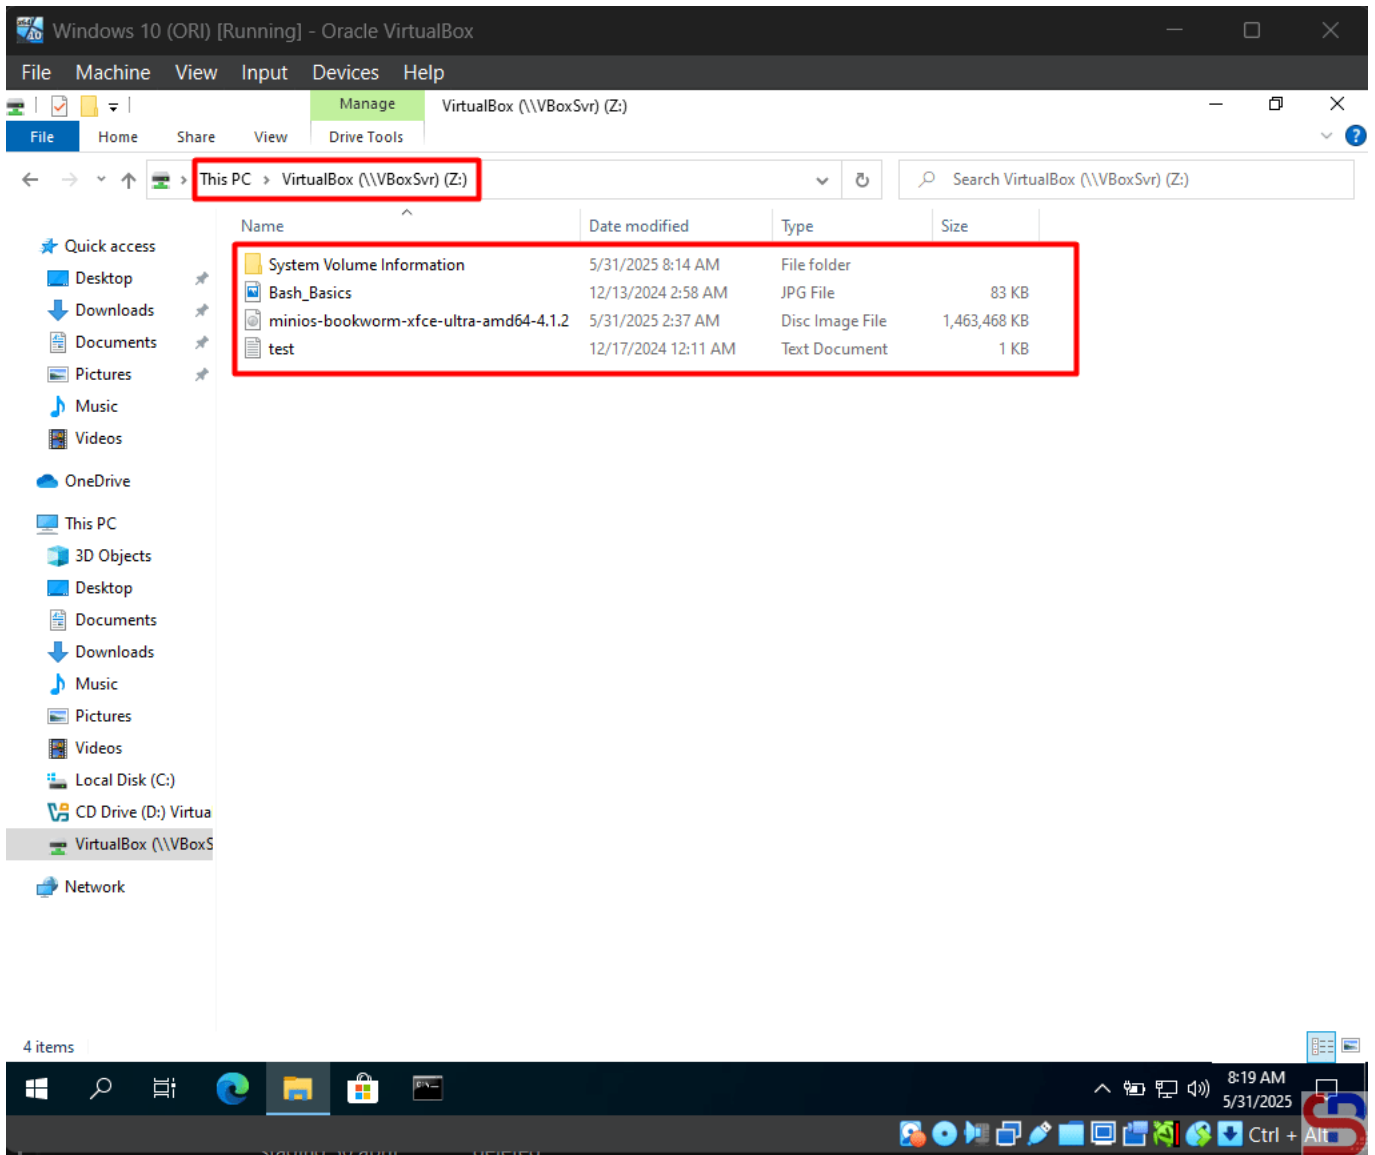 Windows 10 (ORI) [Running] - Oracle VirtualBox
File Machine View Input Devices Help
Manage VirtualBox (\\VBoxSvr) (Z:)
File Home Share View Drive Tools
This PC > VirtualBox (\\VBoxSvr) (Z:) Search VirtualBox (\\VBoxSvr) (Z:)
Name Date modified Type Size
Quick access
Desktop
Downloads
Documents
Pictures
Music
Videos
OneDrive
This PC
3D Objects
Desktop
Documents
Downloads
Music
Pictures
Videos
Local Disk (C:)
CD Drive (D:) Virtua
VirtualBox (\\VBoxS
Network
System Volume Information 5/31/2025 8:14 AM File folder
Bash_Basics 12/13/2024 2:58 AM JPG File 83 KB
minios-bookworm-xfce-ultra-amd64-4.1.2 5/31/2025 2:37 AM Disc Image File 1,463,468 KB
test 12/17/2024 12:11 AM Text Document 1 KB
4 items
8:19 AM
5/31/2025
Ctrl + Alt